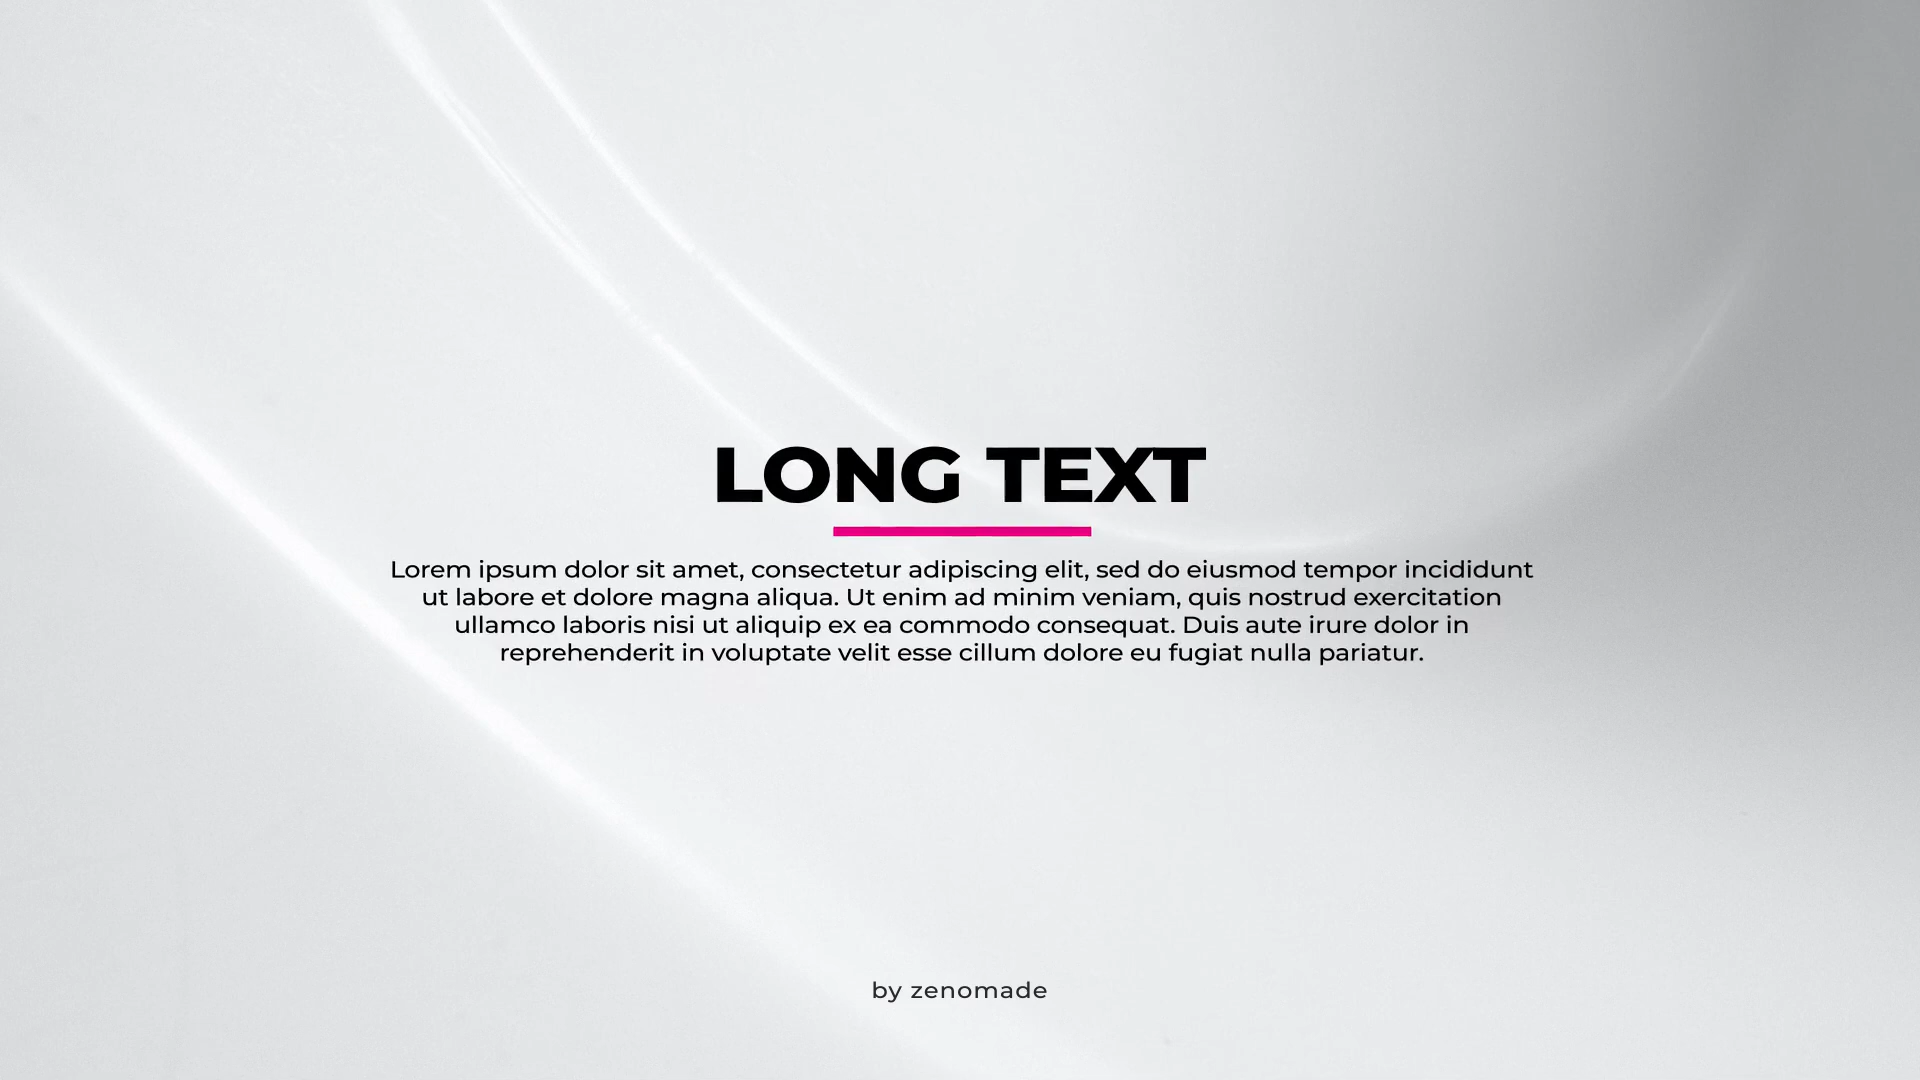 LONG TEXT
Lorem ipsum dolor sit amet, consectetur adipiscing elit, sed do eiusmod tempor incididunt
ut labore et dolore magna aliqua. Ut enim ad minim veniam, quis nostrud exercitation
ullamco laboris nisi ut aliquip ex ea commodo consequat. Duis aute irure dolor in
reprehenderit in voluptate velit esse cillum dolore eu fugiat nulla pariatur.
by zenomade